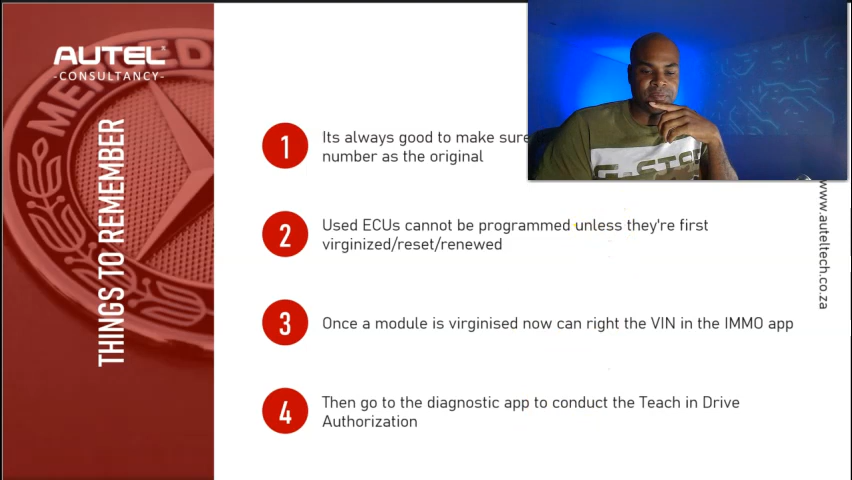 AUTEL
-CONSULTANCY-
MERCED
THINGS TO REMEMBER
1
Its always good to make sure
number as the original
2
Used ECUs cannot be programmed unless they're first
virginized/reset/renewed
3
Once a module is virginised now can right the VIN in the IMMO app
4
Then go to the diagnostic app to conduct the Teach in Drive
Authorization
G-STAR
www.auteltech.co.za